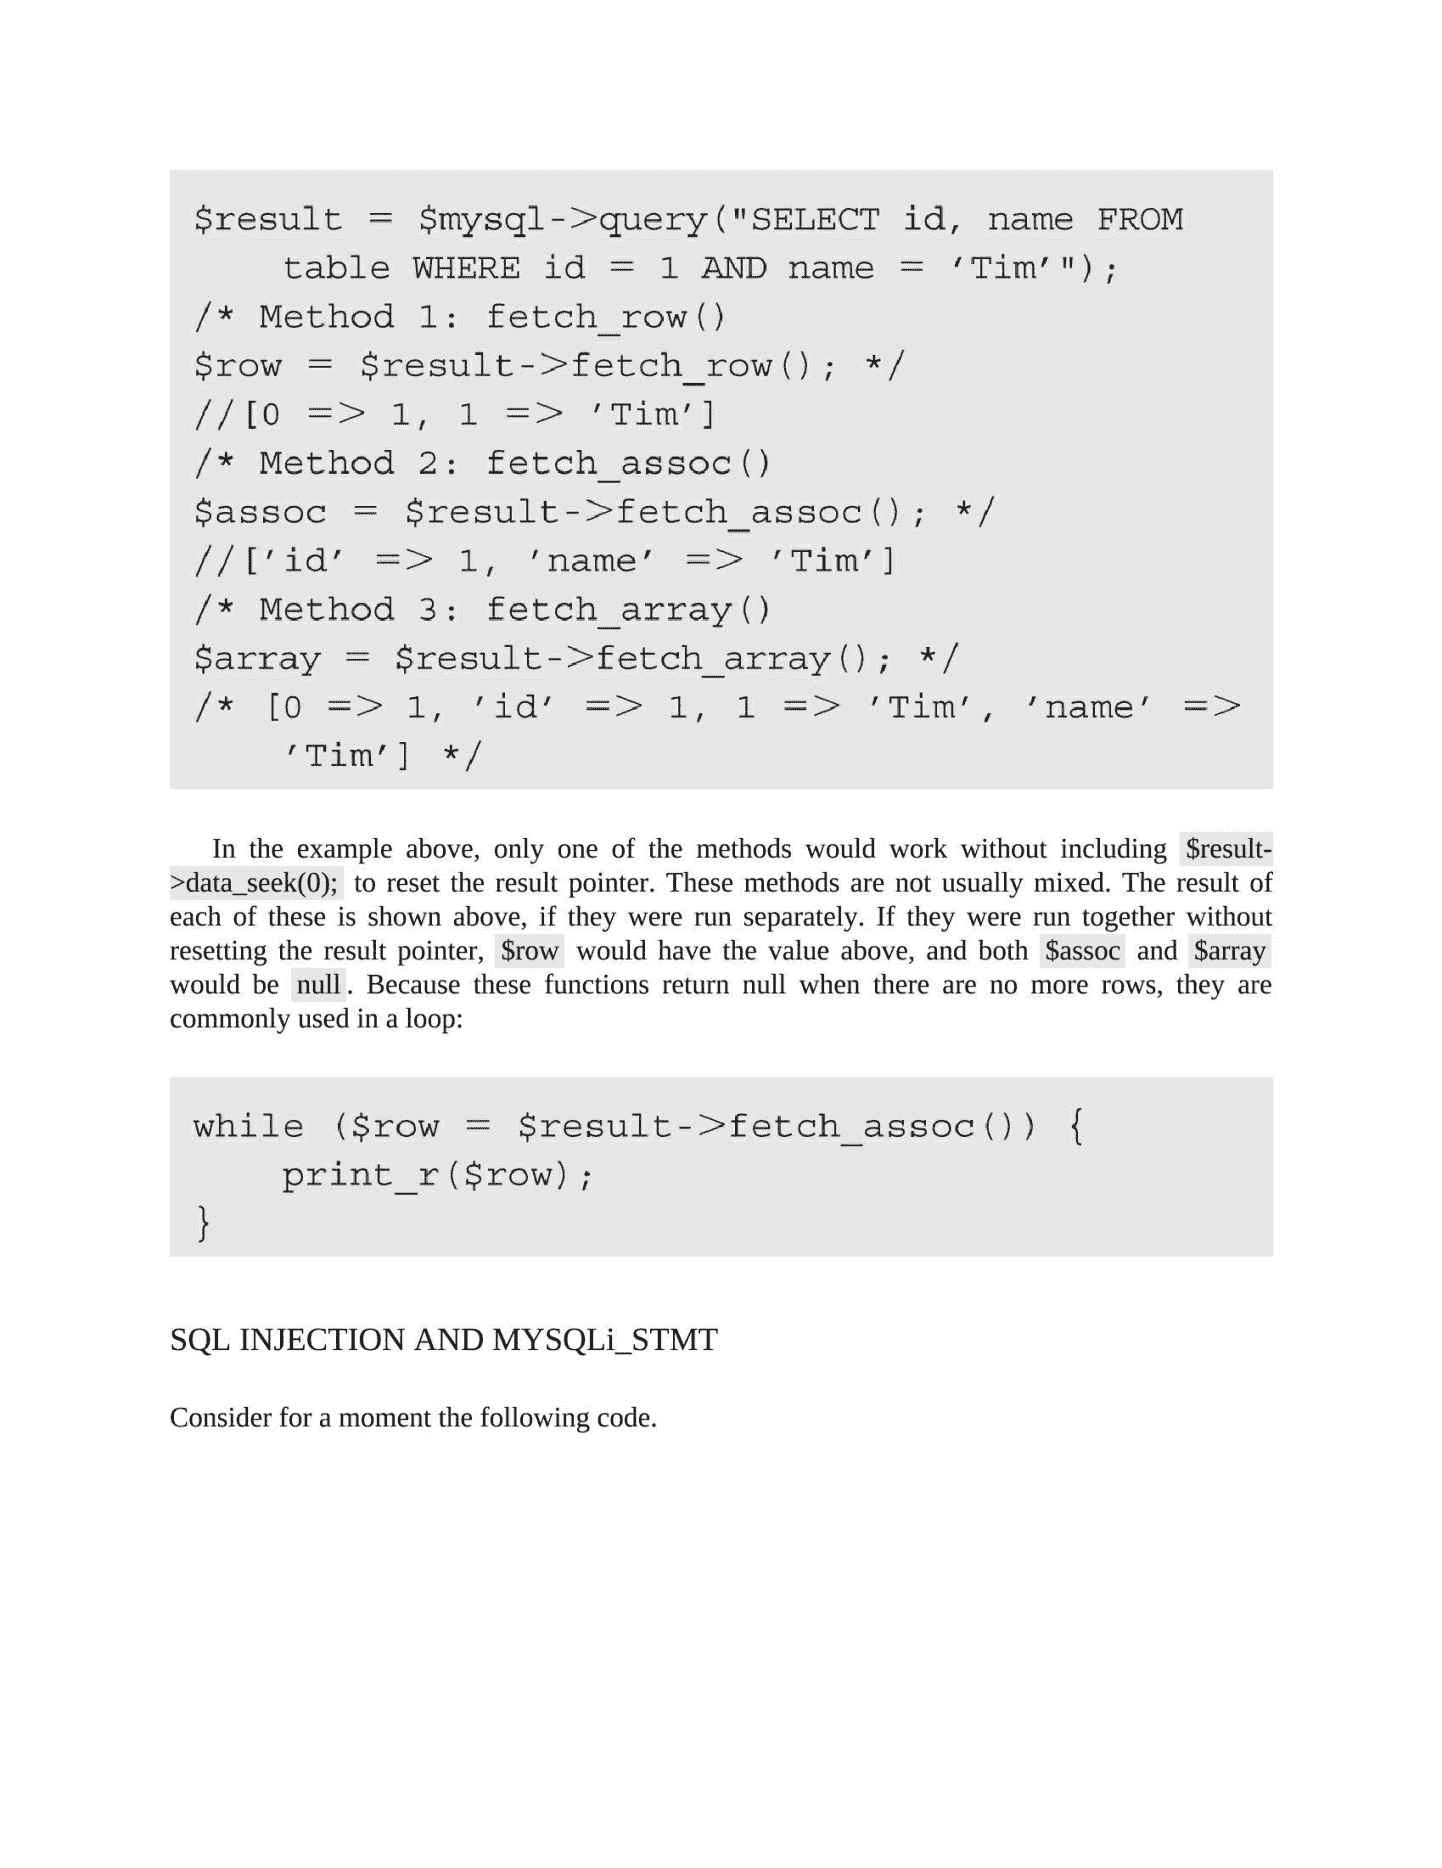 $result = $mysql->query("SELECT id, name FROM
table WHERE id = 1 AND name = 'Tim'");
/* Method 1: fetch_row()
$row = $result->fetch_row(); */
//[0 => 1, 1 => 'Tim']
/* Method 2: fetch_assoc()
$assoc = $result->fetch_assoc(); */
//['id' => 1, 'name' => 'Tim']
/* Method 3: fetch_array()
$array = $result->fetch_array(); */
/* [0 => 1, 'id' => 1, 1 => 'Tim', 'name' =>
'Tim'] */
In the example above, only one of the methods would work without including $result-
>data_seek(0); to reset the result pointer. These methods are not usually mixed. The result of
each of these is shown above, if they were run separately. If they were run together without
resetting the result pointer, $row would have the value above, and both $assoc and $array
would be null. Because these functions return null when there are no more rows, they are
commonly used in a loop:
while ($row = $result->fetch_assoc()) {
print_r($row);
}
SQL INJECTION AND MYSQLi_STMT
Consider for a moment the following code.